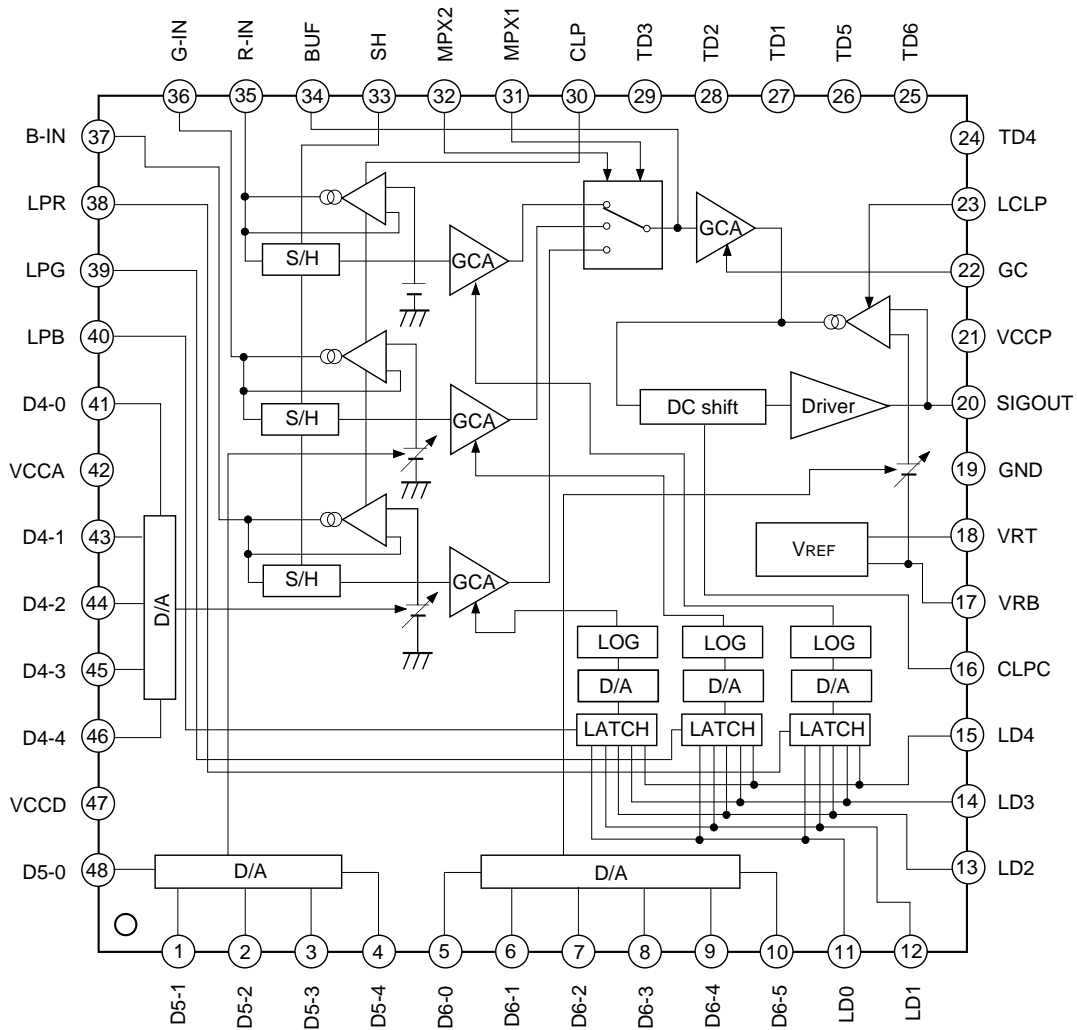 G-IN
R-IN
BUF
SH
MPX2
MPX1
CLP
TD3
TD2
TD1
TD5
TD6
36
35
34
33
32
31
30
29
28
27
26
25
B-IN 37
24 TD4
LPR 38
23 LCLP
LPG 39
22 GC
LPB 40
21 VCCP
D4-0 41
20 SIGOUT
VCCA 42
19 GND
D4-1 43
18 VRT
D4-2 44
17 VRB
D4-3 45
16 CLPC
D4-4 46
15 LD4
VCCD 47
14 LD3
D5-0 48
13 LD2
S/H
GCA
GCA
S/H
GCA
DC shift
Driver
VREF
S/H
GCA
D/A
LOG
LOG
LOG
D/A
D/A
D/A
LATCH
LATCH
LATCH
D/A
D/A
1
2
3
4
5
6
7
8
9
10
11
12
D5-1
D5-2
D5-3
D5-4
D6-0
D6-1
D6-2
D6-3
D6-4
D6-5
LD0
LD1